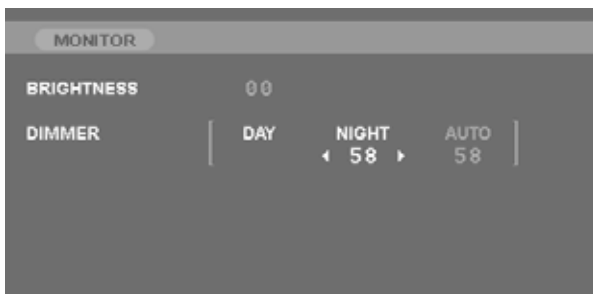 MONITOR
BRIGHTNESS 00
DIMMER DAY NIGHT AUTO
58 58